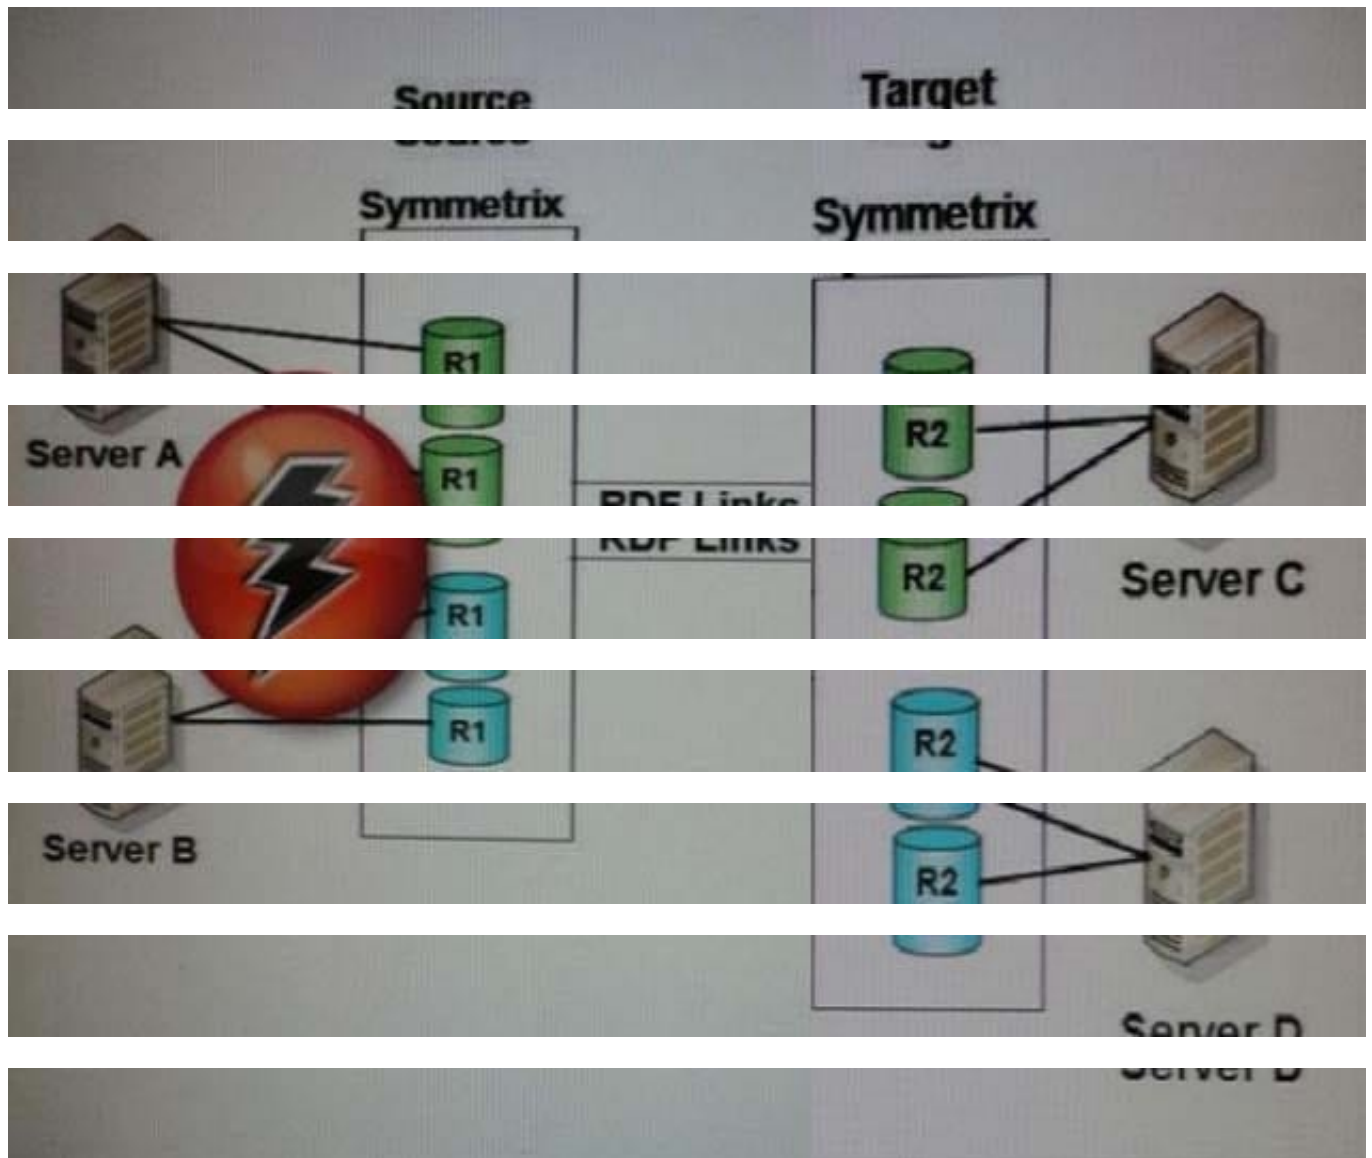 Source
Target
Symmetrix
Symmetrix
R1
R2
Server A
R1
RDF Links
R2
Server C
R1
R1
R2
Server B
R2
Server D